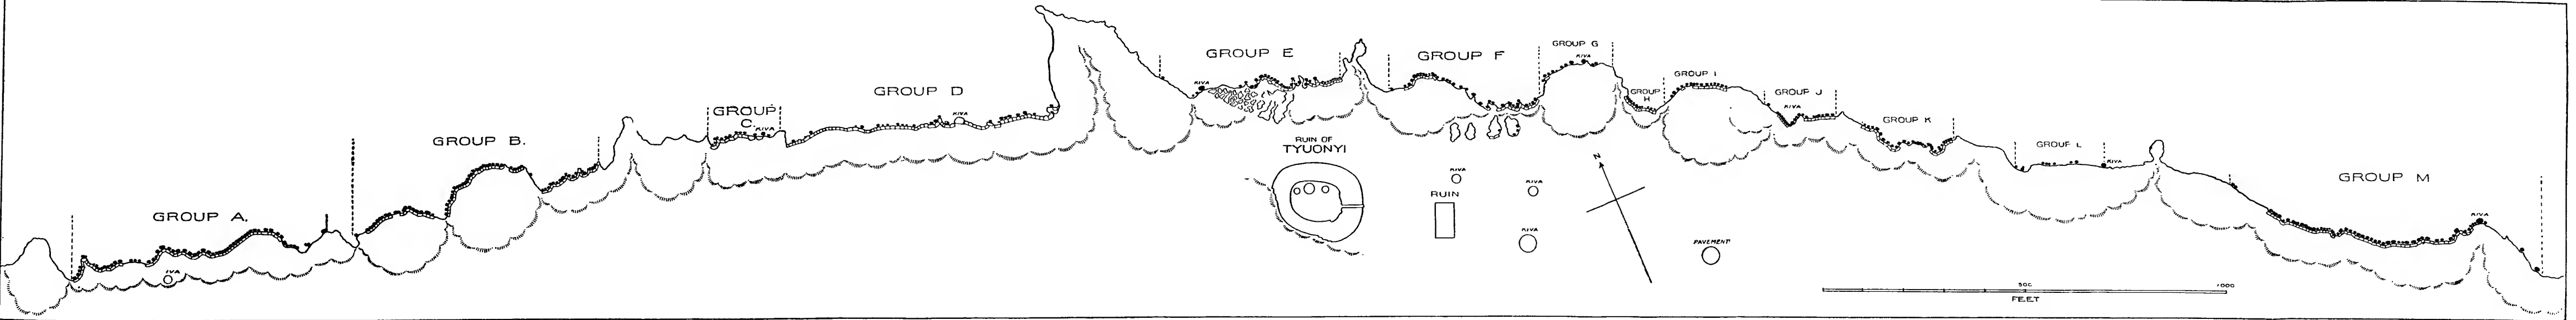 GROUP A.
IVA
GROUP B.
GROUP
C.
KIVA
GROUP D
KIVA
GROUP E
KIVA
GROUP F
GROUP G
KIVA
GROUP
H
GROUP I
GROUP J
KIVA
GROUP K
GROUP L
KIVA
GROUP M
KIVA
RUIN OF
TYUONYI
RUIN
KIVA
KIVA
KIVA
N
PAVEMENT
500
1000
FEET